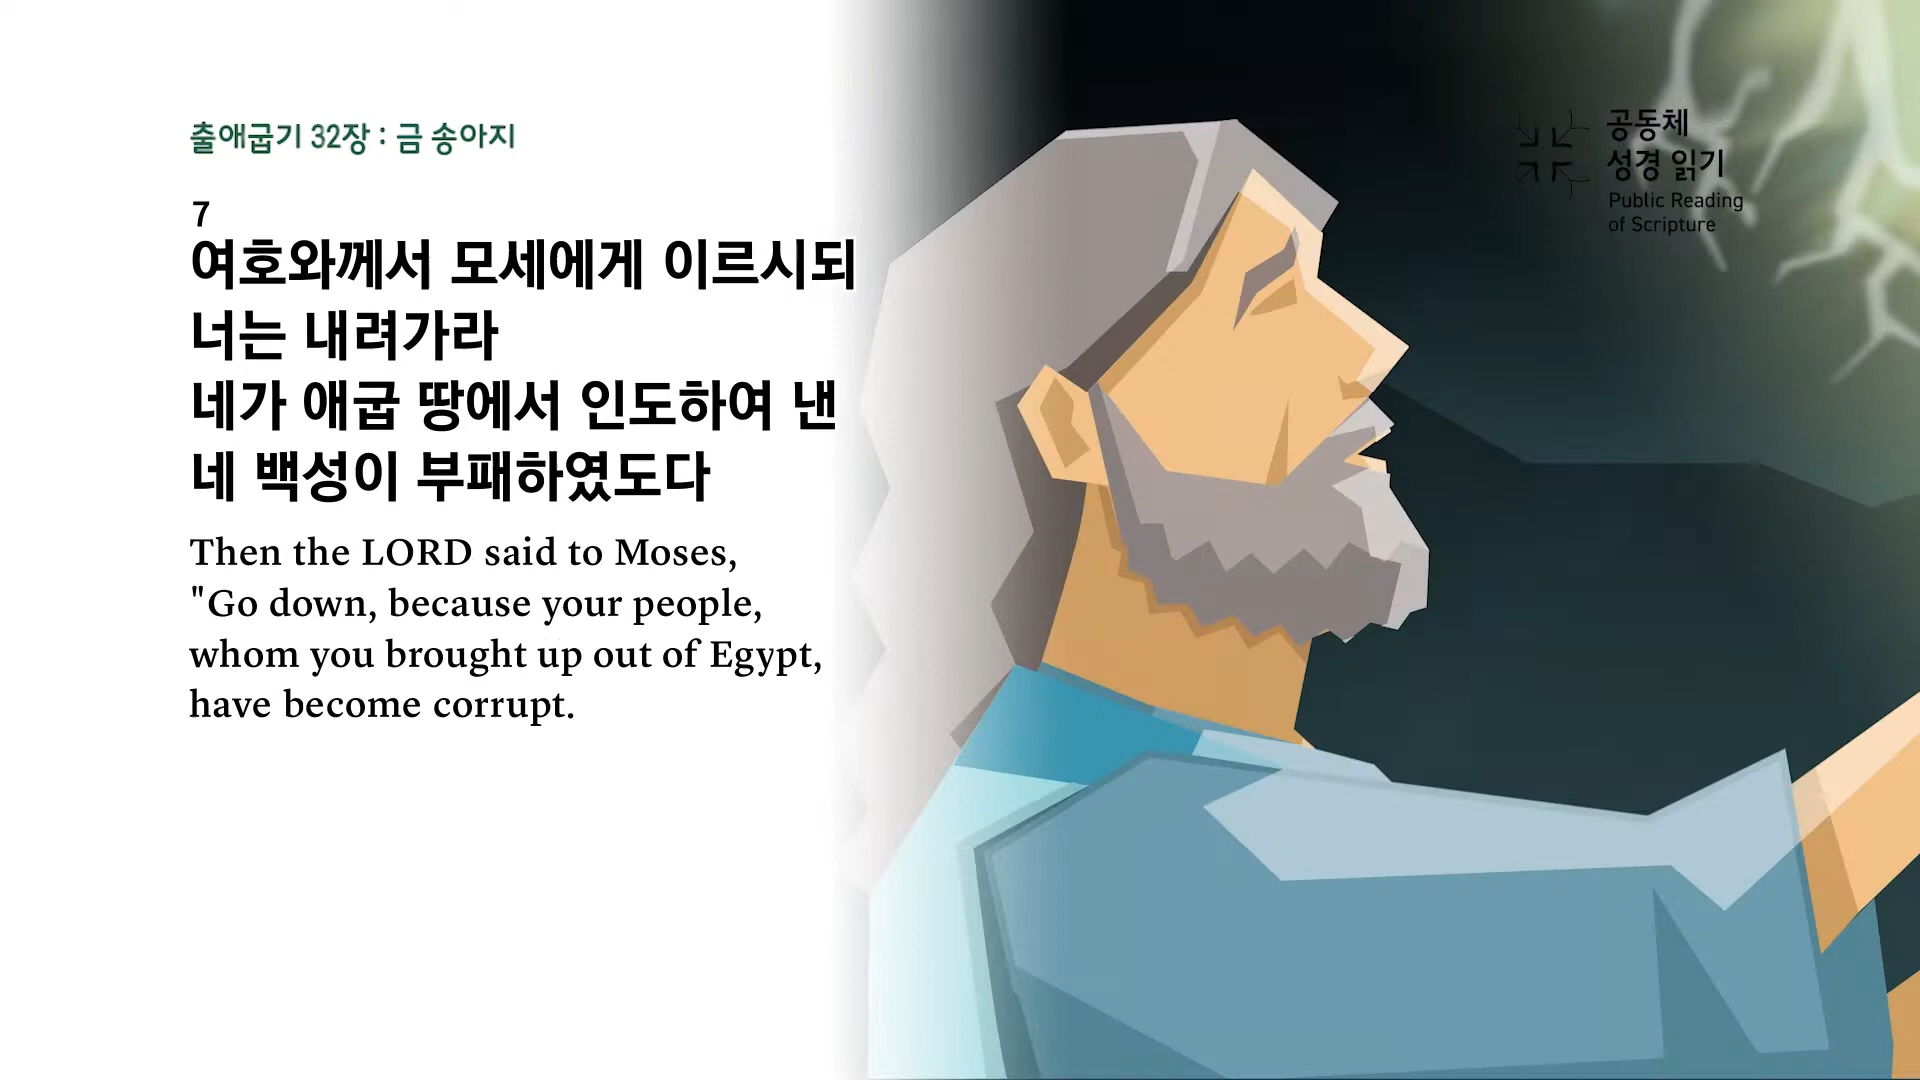 출애굽기 32장 : 금 송아지
7
여호와께서 모세에게 이르시되
너는 내려가라
네가 애굽 땅에서 인도하여 낸
네 백성이 부패하였도다
Then the LORD said to Moses,
"Go down, because your people,
whom you brought up out of Egypt,
have become corrupt.
공동체
성경 읽기
Public Reading
of Scripture